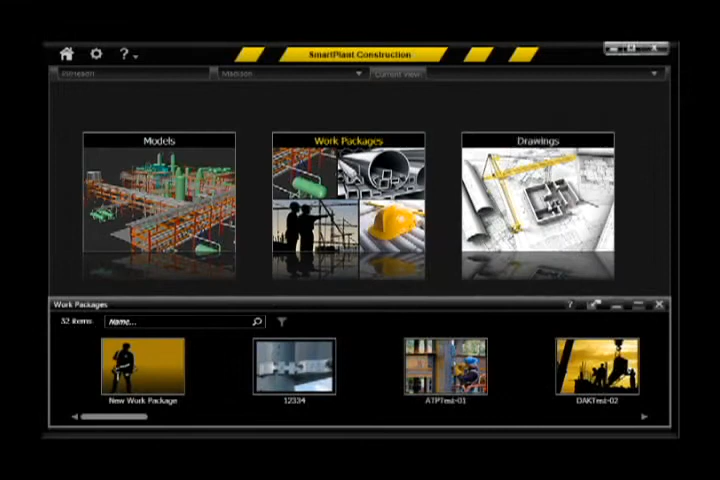 ?
SmartPlant Construction
Madison
Current view:
Models
Work Packages
Drawings
Work Packages
?
32 items
Name...
New Work Package
12334
ATPTest-01
DAKTest-02